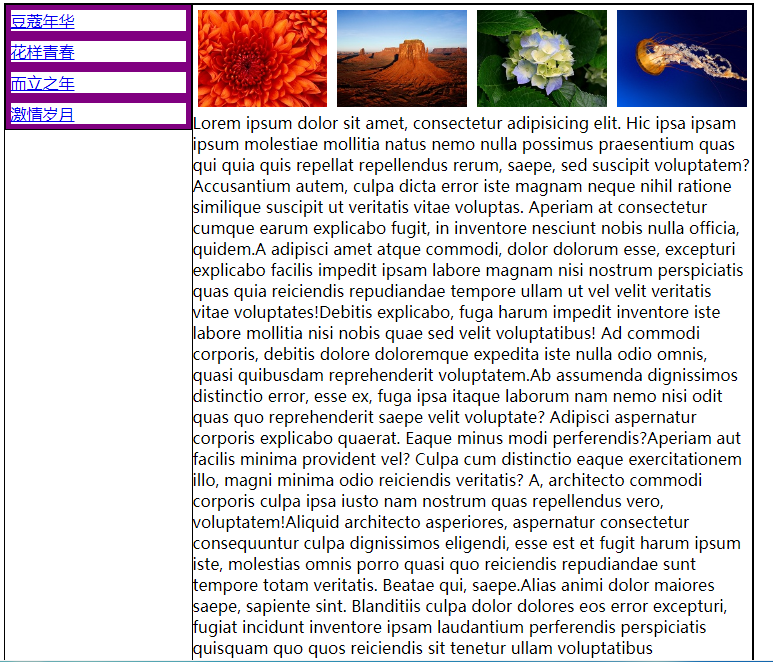 豆蔻年华
花样青春
而立之年
激情岁月
Lorem ipsum dolor sit amet, consectetur adipisicing elit. Hic ipsa ipsam
ipsum molestiae mollitia natus nemo nulla possimus praesentium quas
qui quia quis repellat repellendus rerum, saepe, sed suscipit voluptatem?
Accusantium autem, culpa dicta error iste magnam neque nihil ratione
similique suscipit ut veritatis vitae voluptas. Aperiam at consectetur
cumque earum explicabo fugit, in inventore nesciunt nobis nulla officia,
quidem.A adipisci amet atque commodi, dolor dolorum esse, excepturi
explicabo facilis impedit ipsam labore magnam nisi nostrum perspiciatis
quas quia reiciendis repudiandae tempore ullam ut vel velit veritatis
vitae voluptates!Debitis explicabo, fuga harum impedit inventore iste
labore mollitia nisi nobis quae sed velit voluptatibus! Ad commodi
corporis, debitis dolore doloremque expedita iste nulla odio omnis,
quasi quibusdam reprehenderit voluptatem.Ab assumenda dignissimos
distinctio error, esse ex, fuga ipsa itaque laborum nam nemo nisi odit
quas quo reprehenderit saepe velit voluptate? Adipisci aspernatur
corporis explicabo quaerat. Eaque minus modi perferendis?Aperiam aut
facilis minima provident vel? Culpa cum distinctio eaque exercitationem
illo, magni minima odio reiciendis veritatis? A, architecto commodi
corporis culpa ipsa iusto nam nostrum quas repellendus vero,
voluptatem!Aliquid architecto asperiores, aspernatur consectetur
consequuntur culpa dignissimos eligendi, esse est et fugit harum ipsum
iste, molestias omnis porro quasi quo reiciendis repudiandae sunt
tempore totam veritatis. Beatae qui, saepe.Alias animi dolor maiores
saepe, sapiente sint. Blanditiis culpa dolor dolores eos error excepturi,
fugiat incidunt inventore ipsam laudantium perferendis perspiciatis
quisquam quo quos reiciendis sit tenetur ullam voluptatibus